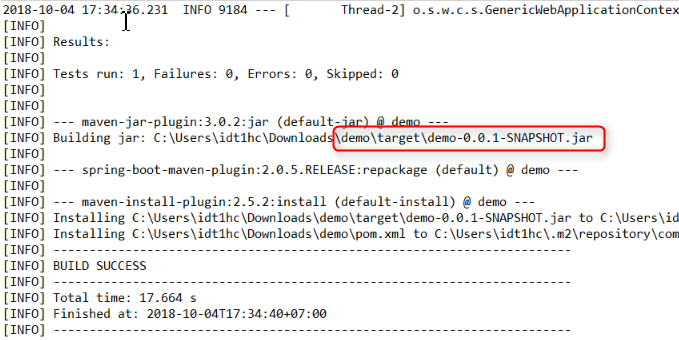 2018-10-04 17:34:36.231  INFO 9184 --- [       Thread-2] o.s.w.c.s.GenericWebApplicationContex
[INFO]
[INFO] Results:
[INFO]
[INFO] Tests run: 1, Failures: 0, Errors: 0, Skipped: 0
[INFO]
[INFO]
[INFO] --- maven-jar-plugin:3.0.2:jar (default-jar) @ demo ---
[INFO] Building jar: C:\Users\idt1hc\Downloads\demo\target\demo-0.0.1-SNAPSHOT.jar
[INFO]
[INFO] --- spring-boot-maven-plugin:2.0.5.RELEASE:repackage (default) @ demo ---
[INFO]
[INFO] --- maven-install-plugin:2.5.2:install (default-install) @ demo ---
[INFO] Installing C:\Users\idt1hc\Downloads\demo\target\demo-0.0.1-SNAPSHOT.jar to C:\Users\id
[INFO] Installing C:\Users\idt1hc\Downloads\demo\pom.xml to C:\Users\idt1hc\.m2\repository\com
[INFO] ------------------------------------------------------------------------
[INFO] BUILD SUCCESS
[INFO] ------------------------------------------------------------------------
[INFO] Total time: 17.664 s
[INFO] Finished at: 2018-10-04T17:34:40+07:00
[INFO] ------------------------------------------------------------------------